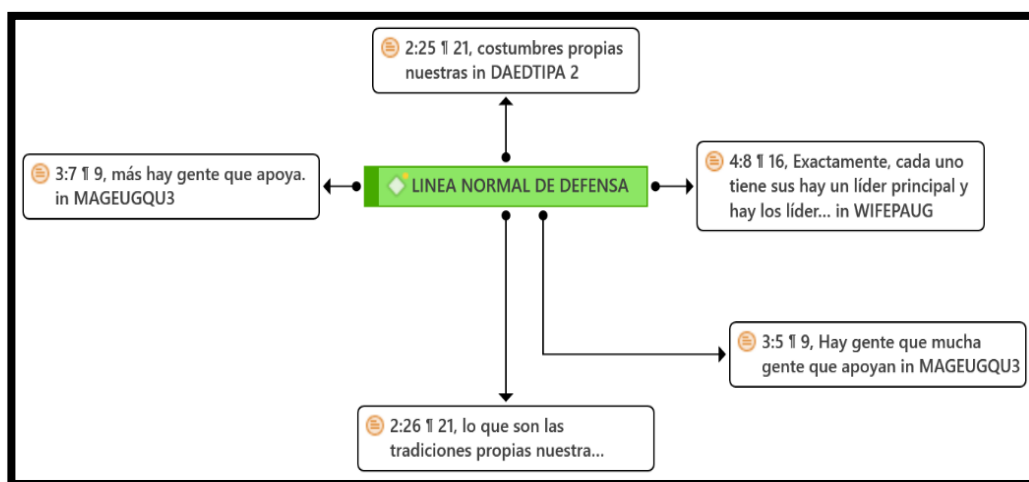 2:25 ¶ 21, costumbres propias
nuestras in DAEDTIPA 2
3:7 ¶ 9, más hay gente que apoya.
in MAGEUGQU3
LINEA NORMAL DE DEFENSA
4:8 ¶ 16, Exactamente, cada uno
tiene sus hay un líder principal y
hay los líder... in WIFEPAUG
3:5 ¶ 9, Hay gente que mucha
gente que apoyan in MAGEUGQU3
2:26 ¶ 21, lo que son las
tradiciones propias nuestra...